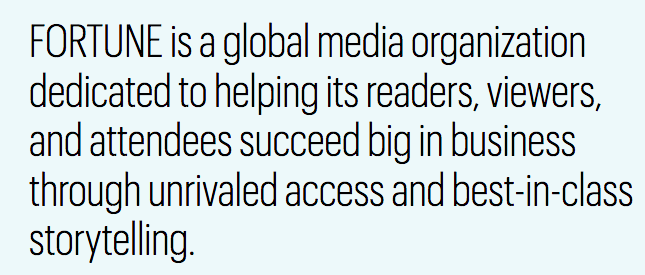 FORTUNE is a global media organization
dedicated to helping its readers, viewers,
and attendees succeed big in business
through unrivaled access and best-in-class
storytelling.